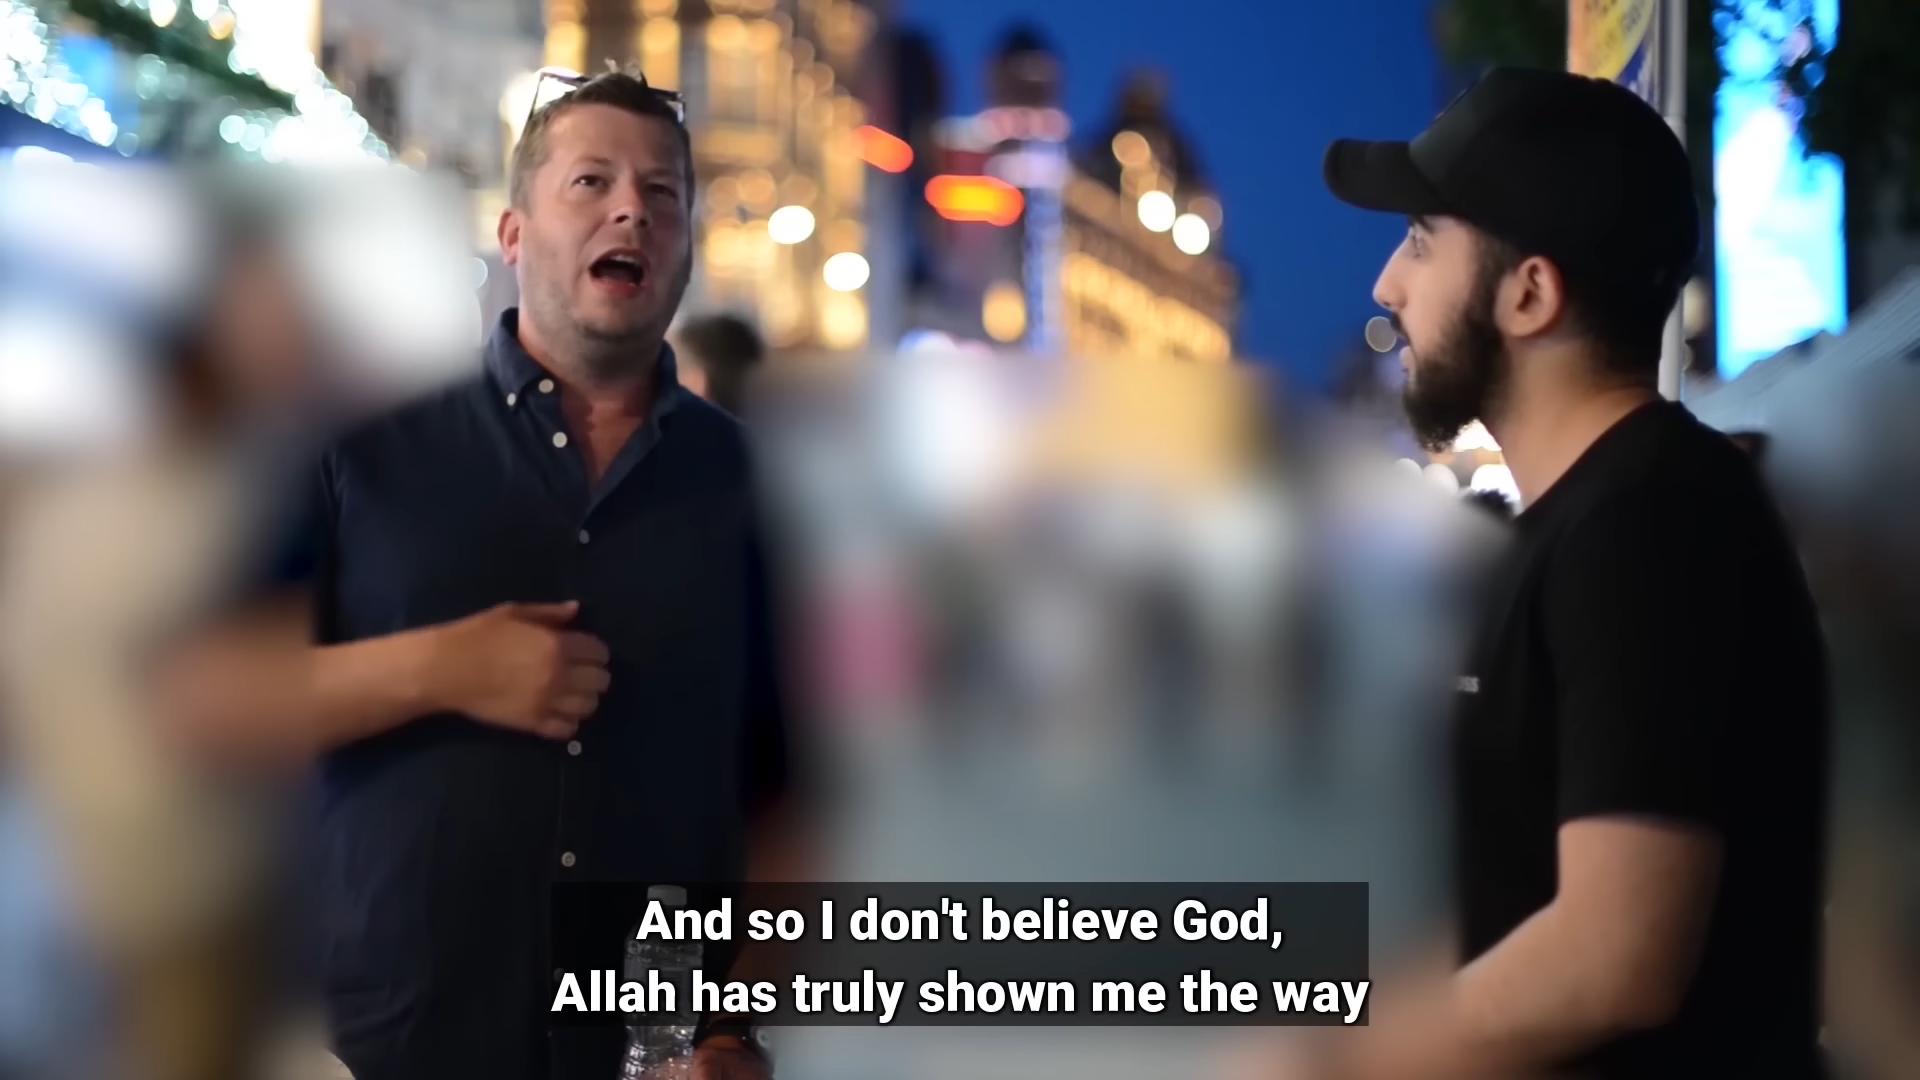 And so I don't believe God,
Allah has truly shown me the way